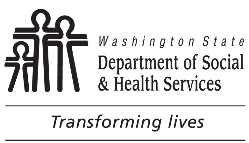 Washington State
Department of Social
& Health Services
Transforming lives